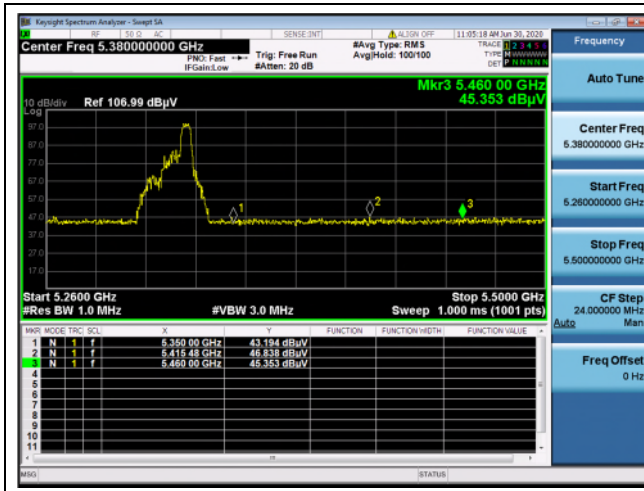 Keysight Spectrum Analyzer - Swept SA
RF 50 Ω AC SENSE:INT ALIGN OFF 11:05:18 AM Jun 30, 2020
Center Freq 5.380000000 GHz #Avg Type: RMS TRACE 1 2 3 4 5 6
PNO: Fast Trig: Free Run Avg|Hold: 100/100 TYPE M WWWWW
IFGain:Low #Atten: 20 dB DET P N N N N N
Mkr3 5.460 00 GHz
10 dB/div Ref 106.99 dBµV 45.353 dBµV
Log
97.0
87.0
77.0
67.0
57.0
47.0
37.0
27.0
17.0
1
2
3
Start 5.2600 GHz Stop 5.5000 GHz
#Res BW 1.0 MHz #VBW 3.0 MHz Sweep 1.000 ms (1001 pts)
MKR MODE TRC SCL X Y FUNCTION FUNCTION WIDTH FUNCTION VALUE
1 N 1 f 5.350 00 GHz 43.194 dBµV
2 N 1 f 5.415 48 GHz 46.838 dBµV
3 N 1 f 5.460 00 GHz 45.353 dBµV
4
5
6
7
8
9
10
11
MSG STATUS
Frequency
Auto Tune
Center Freq
5.380000000 GHz
Start Freq
5.260000000 GHz
Stop Freq
5.500000000 GHz
CF Step
24.000000 MHz
Auto Man
Freq Offset
0 Hz